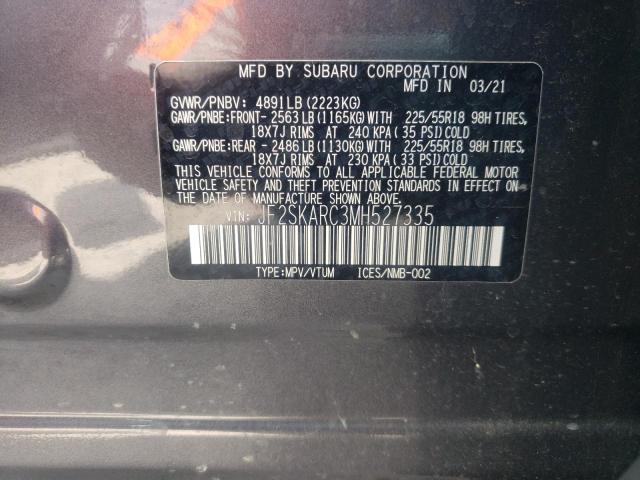 MFD BY SUBARU CORPORATION
MFD IN 03/21
GVWR/PNBV: 4891LB(2223KG)
GAWR/PNBE:FRONT-2563LB(1165KG)WITH 225/55R18 98H TIRES,
18X7J RIMS AT 240 KPA(35 PSI)COLD
GAWR/PNBE:REAR -2486LB(1130KG)WITH 225/55R18 98H TIRES,
18X7J RIMS AT 230 KPA(33 PSI)COLD
THIS VEHICLE CONFORMS TO ALL APPLICABLE FEDERAL MOTOR
VEHICLE SAFETY AND THEFT PREVENTION STANDARDS IN EFFECT ON
THE DATE OF MANUFACTURE SHOWN ABOVE.
VIN: JF2SKARC3MH527335
TYPE:MPV/VTUM ICES/NMB-002